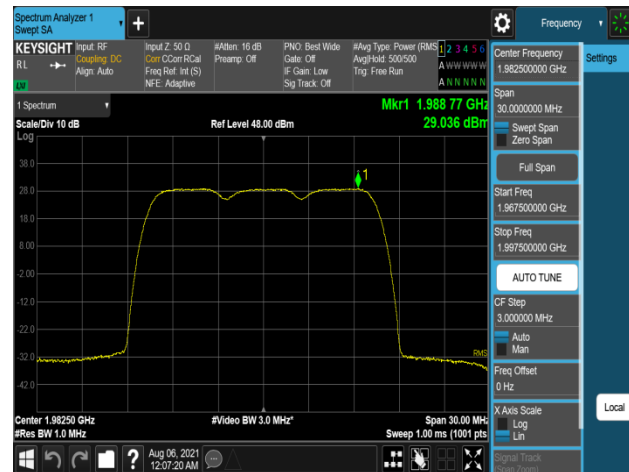 Spectrum Analyzer 1
Swept SA
Frequency
KEYSIGHT
RL
Input: RF
Coupling: DC
Align: Auto
Input Z: 50 Ω
Corr CCorr RCal
Freq Ref: Int (S)
NFE: Adaptive
#Atten: 16 dB
Preamp: Off
PNO: Best Wide
Gate: Off
IF Gain: Low
Sig Track: Off
#Avg Type: Power (RMS
Avg|Hold: 500/500
Trig: Free Run
1 2 3 4 5 6
A W W W W W
A N N N N N
1 Spectrum
Scale/Div 10 dB
Log
Ref Level 48.00 dBm
Mkr1 1.988 77 GHz
29.036 dBm
38.0
28.0
18.0
8.00
-2.00
-12.0
-22.0
-32.0
-42.0
1
RMS
Center 1.98250 GHz
#Res BW 1.0 MHz
#Video BW 3.0 MHz*
Span 30.00 MHz
Sweep 1.00 ms (1001 pts
Aug 06, 2021
12:07:20 AM
Center Frequency
1.982500000 GHz
Span
30.0000000 MHz
Swept Span
Zero Span
Full Span
Start Freq
1.967500000 GHz
Stop Freq
1.997500000 GHz
AUTO TUNE
CF Step
3.000000 MHz
Auto
Man
Freq Offset
0 Hz
X Axis Scale
Log
Lin
Signal Track
(Span Zoom)
Settings
Local